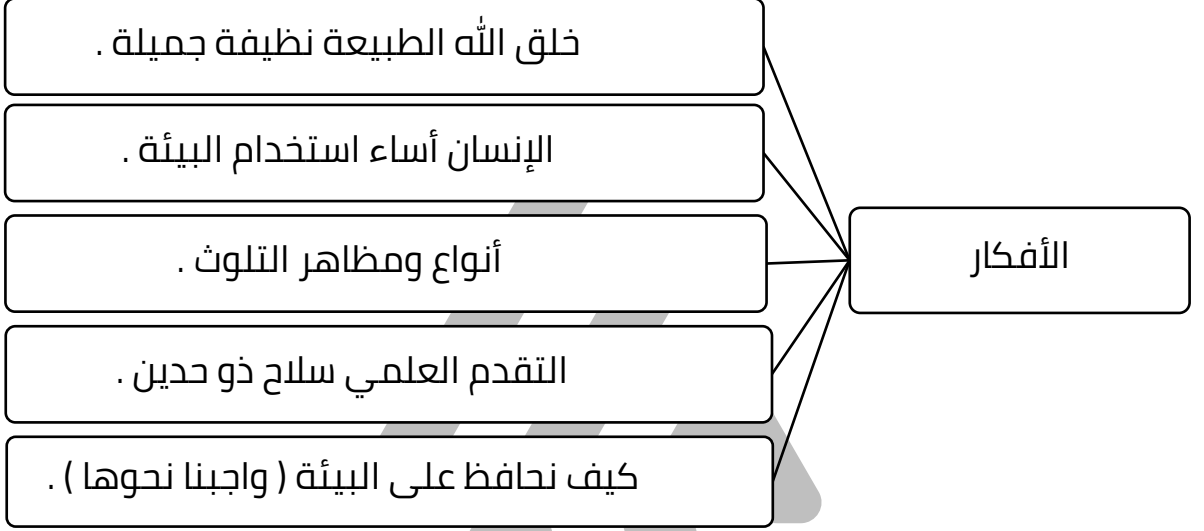 خلق الله الطبيعة نظيفة جميلة .
الإنسان أساء استخدام البيئة .
الأفكار
أنواع ومظاهر التلوث .
التقدم العلمي سلاح ذو حدين .
كيف نحافظ على البيئة ( واجبنا نحوها ) .